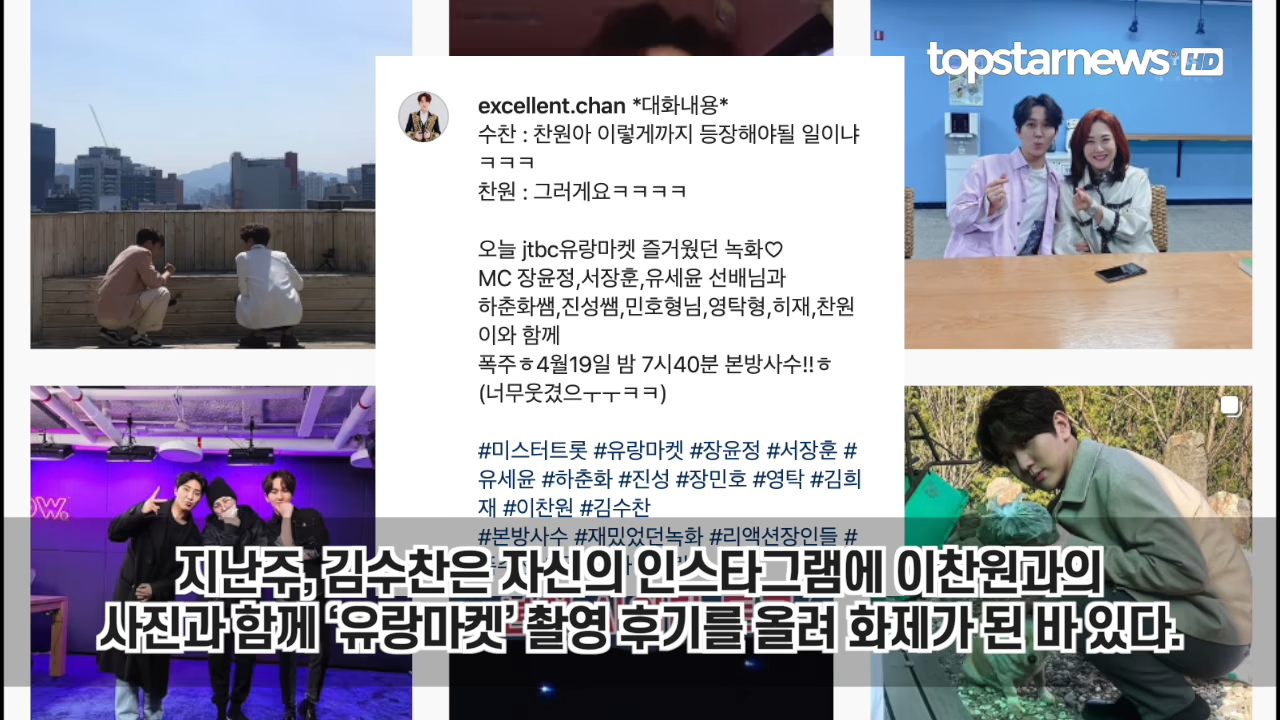 topstarnews HD
excellent.chan *대화내용*
수찬 : 찬원아 이렇게까지 등장해야될 일이냐
ㅋㅋㅋ
찬원 : 그러게요ㅋㅋㅋㅋ
오늘 jtbc유랑마켓 즐거웠던 녹화♡
MC 장윤정,서장훈,유세윤 선배님과
하춘화쌤,진성쌤,민호형님,영탁형,히재,찬원
이와 함께
폭주ㅎ4월19일 밤 7시40분 본방사수!!ㅎ
(너무웃겼으ㅜㅜㅋㅋ)
#미스터트롯 #유랑마켓 #장윤정 #서장훈 #
유세윤 #하춘화 #진성 #장민호 #영탁 #김희
재 #이찬원 #김수찬
#본방사수 #재밌었던녹화 #리액션장인들 #
지난주, 김수찬은 자신의 인스타그램에 이찬원과의
사진과 함께 ‘유랑마켓’ 촬영 후기를 올려 화제가 된 바 있다.